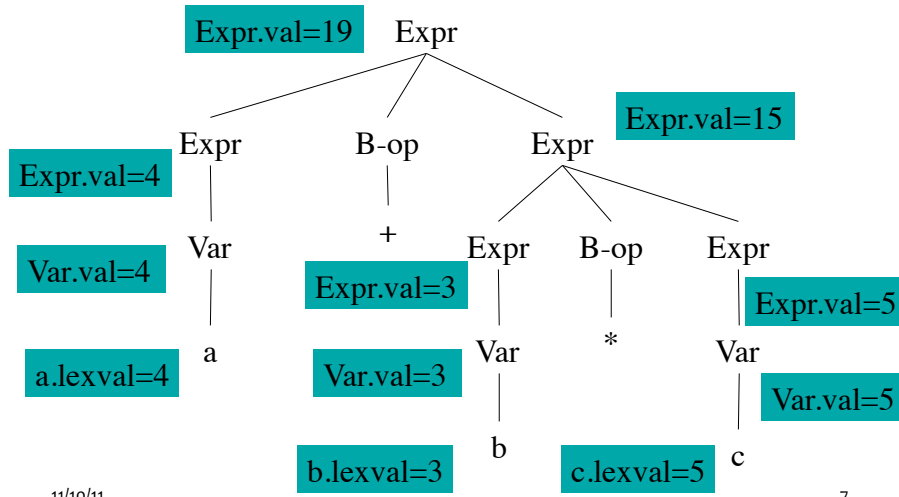 Expr.val=19 Expr
Expr.val=15
Expr B-op Expr
Expr.val=4
+
Var Expr B-op Expr
Var.val=4
Expr.val=3 Expr.val=5
a Var * Var
a.lexval=4 Var.val=3 Var.val=5
b c
b.lexval=3 c.lexval=5
11/10/11 7